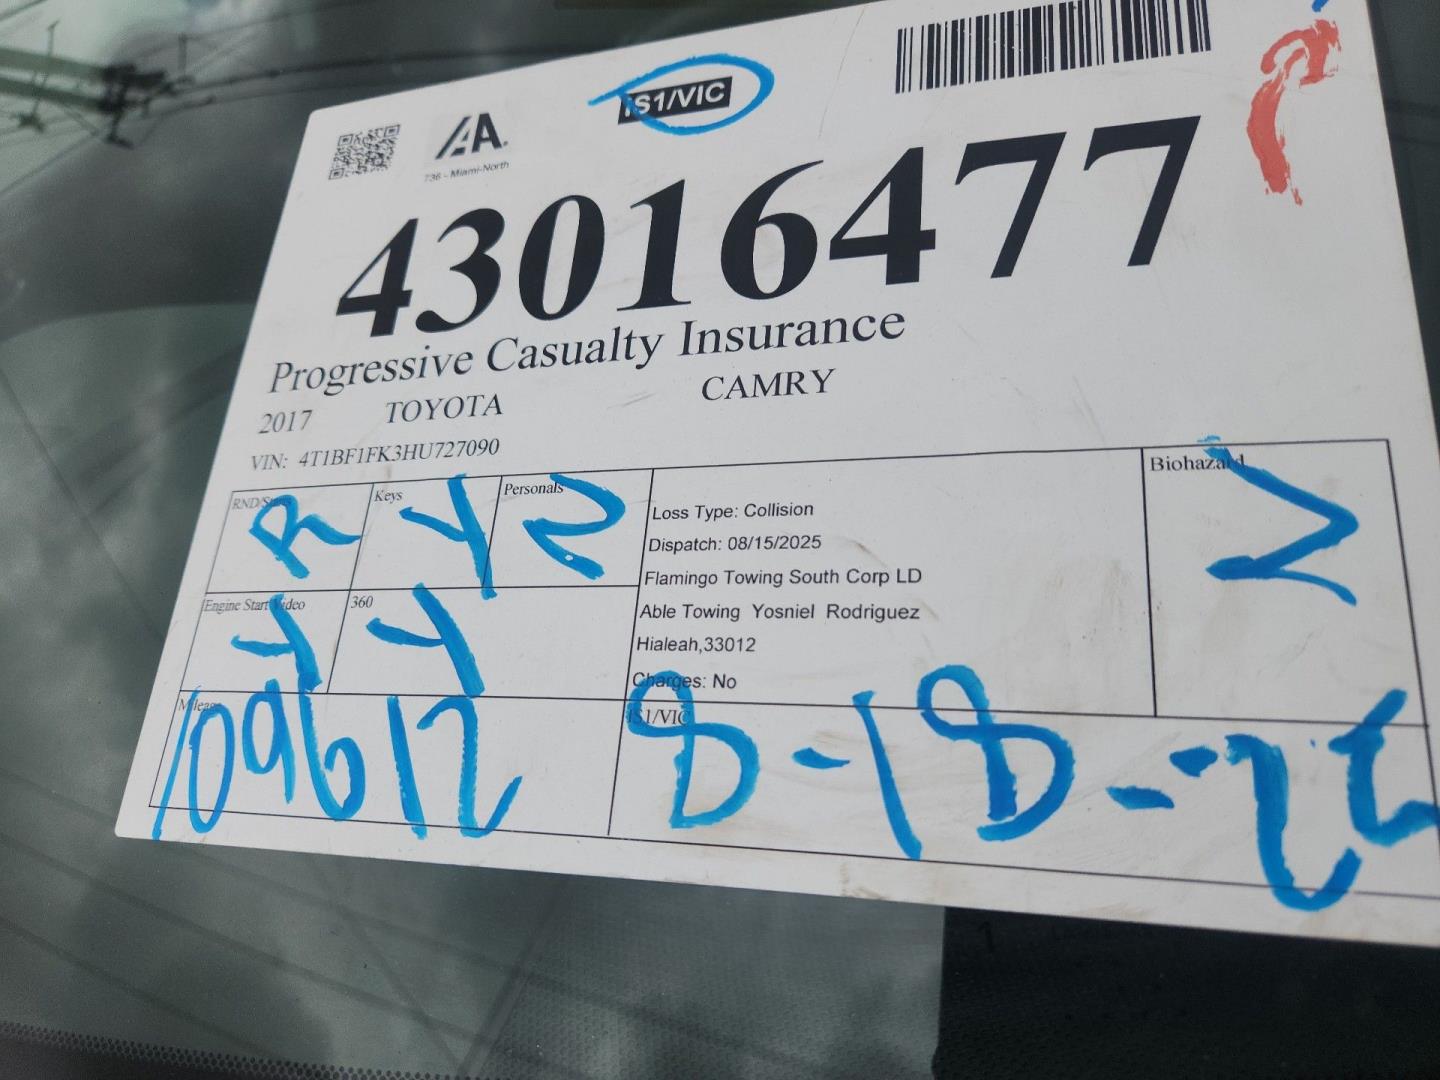 IS1/VIC
IAA.
736 - Miami-North
43016477
Progressive Casualty Insurance
2017 TOYOTA CAMRY
VIN: 4T1BF1FK3HU727090
RND/S R
Keys Y
Personals N
Loss Type: Collision
Dispatch: 08/15/2025
Flamingo Towing South Corp LD
Able Towing Yosniel Rodriguez
Hialeah,33012
Charges: No
Biohazard N
Engine Start Video Y
360 Y
Mileage 109612
IS1/VIC 8-18-